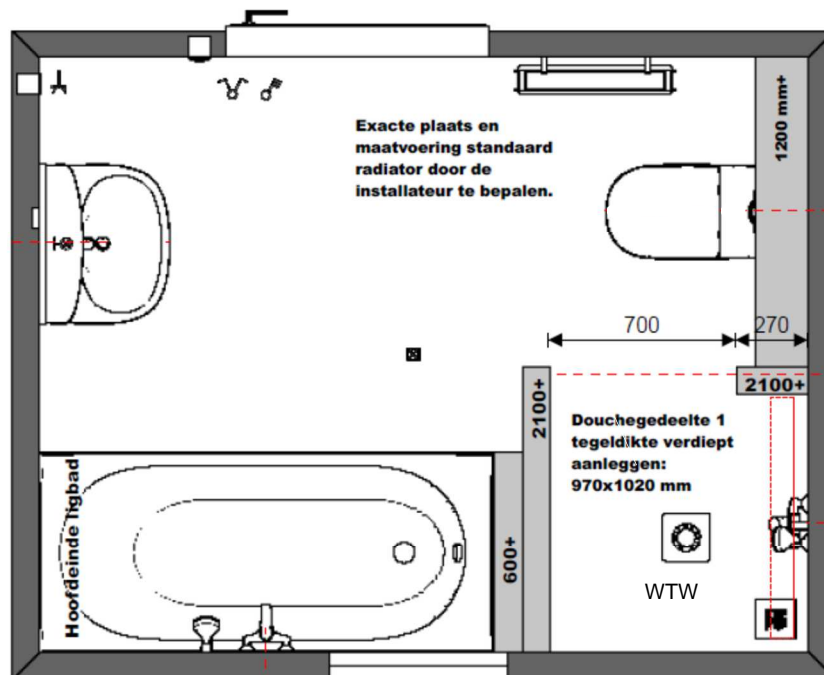 Exacte plaats en
maatvoering standaard
radiator door de
installateur te bepalen.
1200 mm+
700
270
2100+
2100+
Douchegedeelte 1
tegeldikte verdiept
aanleggen:
970x1020 mm
Hoofdeinde ligbad
600+
WTW